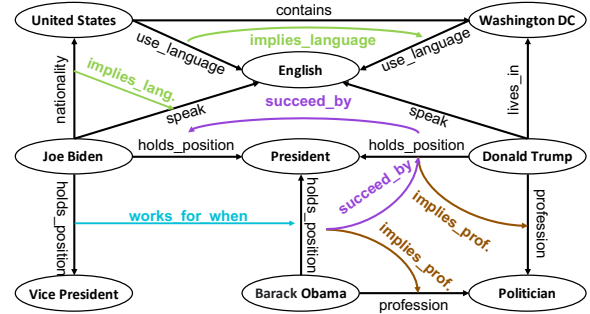 contains
United States
Washington DC
use_language
implies_language
use_language
nationality
implies_lang.
English
lives_in
speak
succeed_by
speak
Joe Biden
holds_position
President
holds_position
Donald Trump
holds_position
works_for_when
holds_position
succeed_by
implies_prof.
profession
implies_prof.
Vice President
Barack Obama
profession
Politician